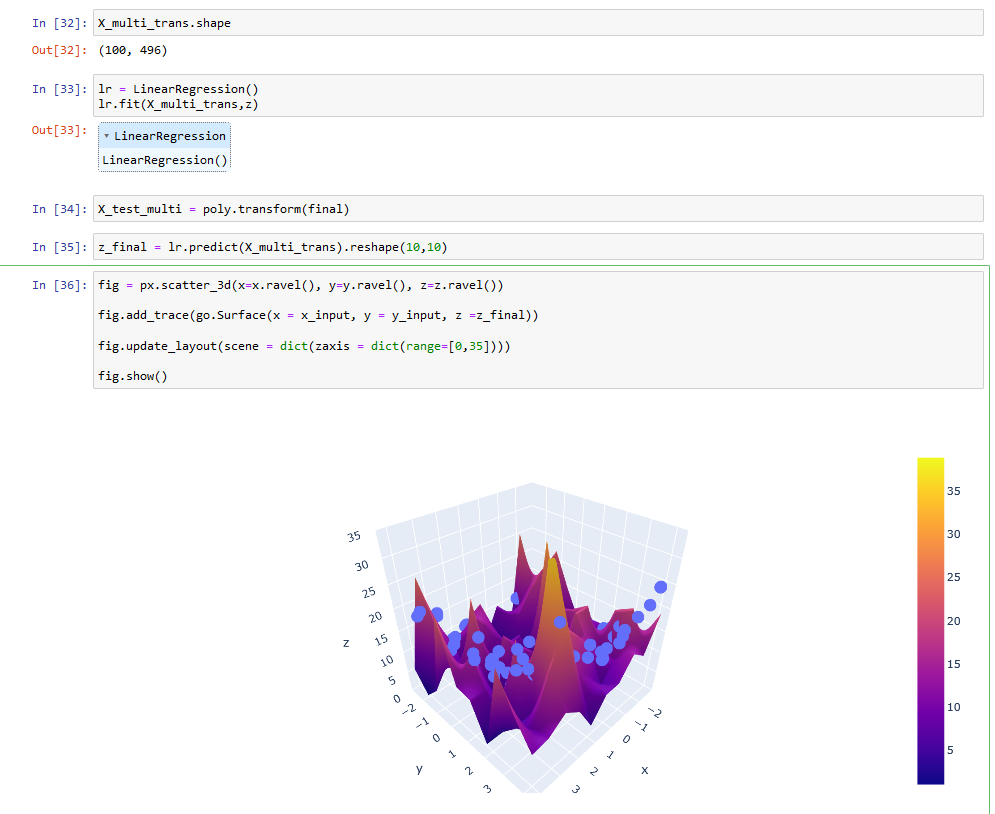 In [32]: X_multi_trans.shape
Out[32]: (100, 496)
In [33]: lr = LinearRegression()
lr.fit(X_multi_trans,z)
Out[33]: ▾ LinearRegression
LinearRegression()
In [34]: X_test_multi = poly.transform(final)
In [35]: z_final = lr.predict(X_multi_trans).reshape(10,10)
In [36]: fig = px.scatter_3d(x=x.ravel(), y=y.ravel(), z=z.ravel())
fig.add_trace(go.Surface(x = x_input, y = y_input, z =z_final))
fig.update_layout(scene = dict(zaxis = dict(range=[0,35])))
fig.show()
35
30
25
20
15
10
5
0
z
−2
−1
0
1
2
3
y
−2
−1
0
1
2
3
x
35
30
25
20
15
10
5